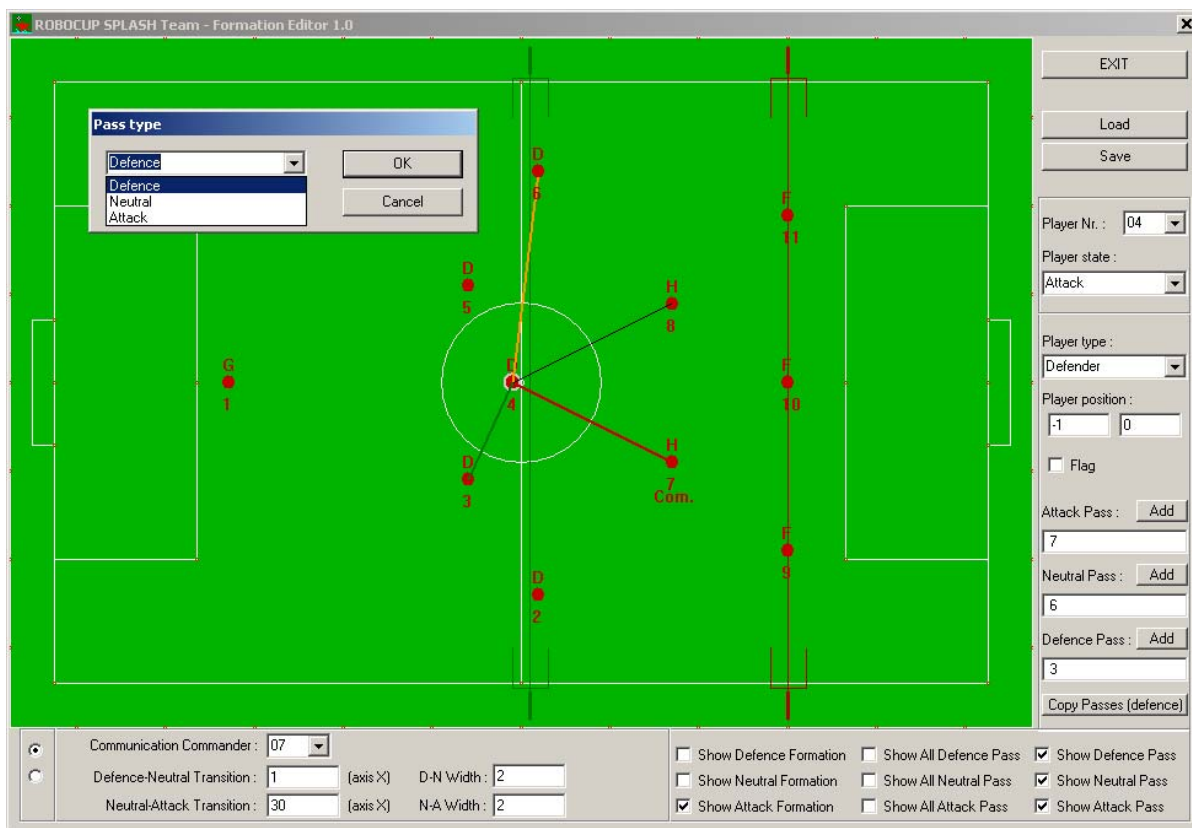 ROBOCUP SPLASH Team - Formation Editor 1.0
EXIT
Load
Save
Pass type
Defence
OK
Defence
Neutral
Attack
Cancel
D
6
F
11
D
5
H
8
G
1
D
4
F
10
D
3
H
7
Com.
F
9
D
2
Player Nr. :
04
Player state :
Attack
Player type :
Defender
Player position :
-1
0
Flag
Attack Pass :
Add
7
Neutral Pass :
Add
6
Defence Pass :
Add
3
Copy Passes (defence)
Communication Commander :
07
Defence-Neutral Transition :
1
(axis X)
D-N Width :
2
Neutral-Attack Transition :
30
(axis X)
N-A Width :
2
Show Defence Formation
Show All Defence Pass
Show Defence Pass
Show Neutral Formation
Show All Neutral Pass
Show Neutral Pass
Show Attack Formation
Show All Attack Pass
Show Attack Pass